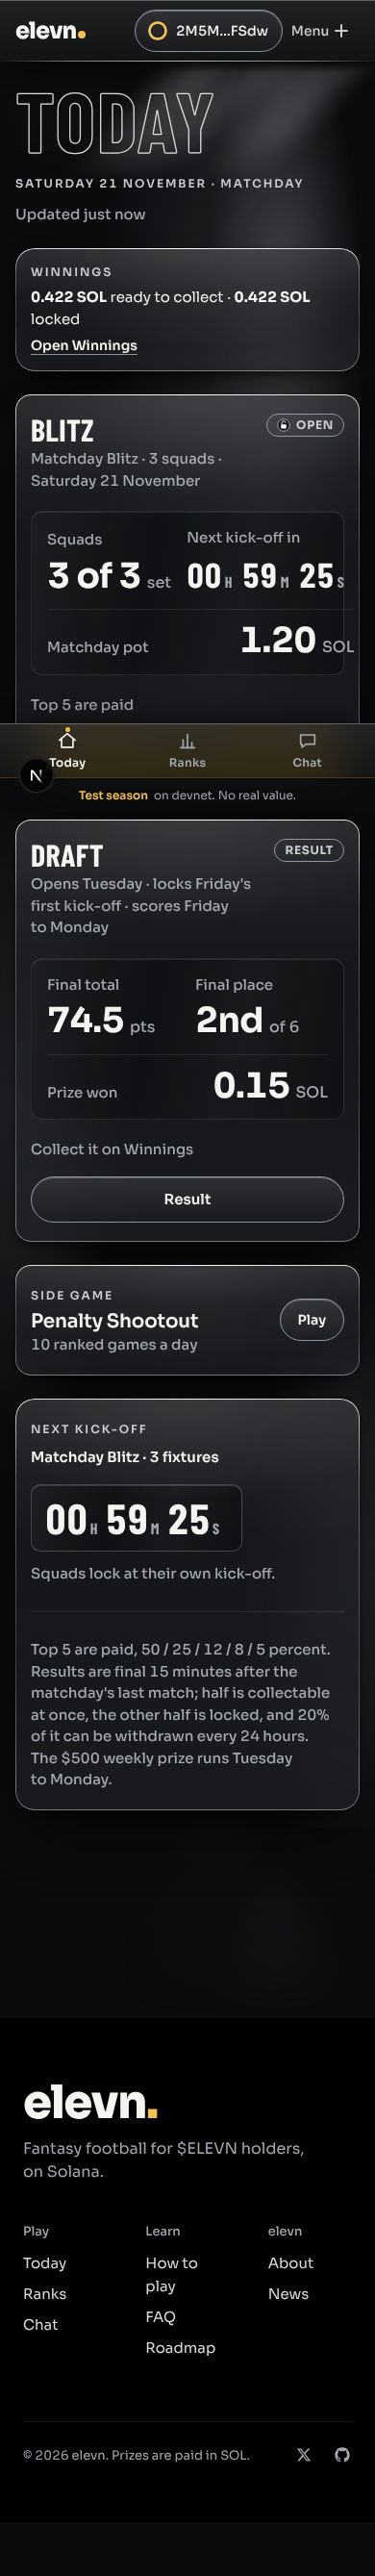 elevn.
2M5M...FSdw
Menu
TODAY
SATURDAY 21 NOVEMBER · MATCHDAY
Updated just now
WINNINGS
0.422 SOL ready to collect · 0.422 SOL
locked
Open Winnings
BLITZ
OPEN
Matchday Blitz · 3 squads ·
Saturday 21 November
Squads
Next kick-off in
3 of 3 set
00H 59M 25S
Matchday pot
1.20 SOL
Top 5 are paid
Today
Ranks
Chat
N
Test season on devnet. No real value.
DRAFT
RESULT
Opens Tuesday · locks Friday's
first kick-off · scores Friday
to Monday
Final total
Final place
74.5 pts
2nd of 6
Prize won
0.15 SOL
Collect it on Winnings
Result
SIDE GAME
Penalty Shootout
10 ranked games a day
Play
NEXT KICK-OFF
Matchday Blitz · 3 fixtures
00H 59M 25S
Squads lock at their own kick-off.
Top 5 are paid, 50 / 25 / 12 / 8 / 5 percent.
Results are final 15 minutes after the
matchday's last match; half is collectable
at once, the other half is locked, and 20%
of it can be withdrawn every 24 hours.
The $500 weekly prize runs Tuesday
to Monday.
elevn.
Fantasy football for $ELEVN holders,
on Solana.
Play
Today
Ranks
Chat
Learn
How to
play
FAQ
Roadmap
elevn
About
News
© 2026 elevn. Prizes are paid in SOL.